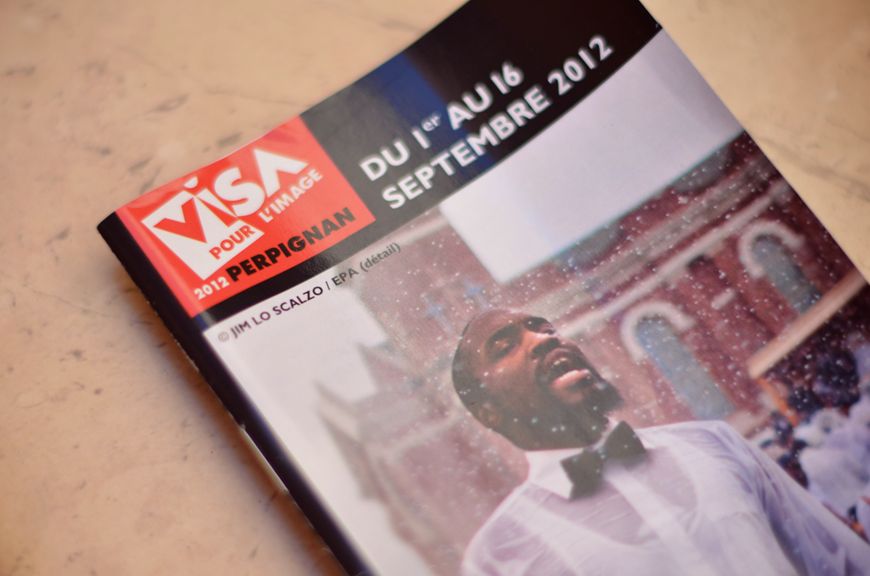 DU 1er AU 16
SEPTEMBRE 2012
VISA
POUR L'IMAGE
2012 PERPIGNAN
© JIM LO SCALZO / EPA (détail)